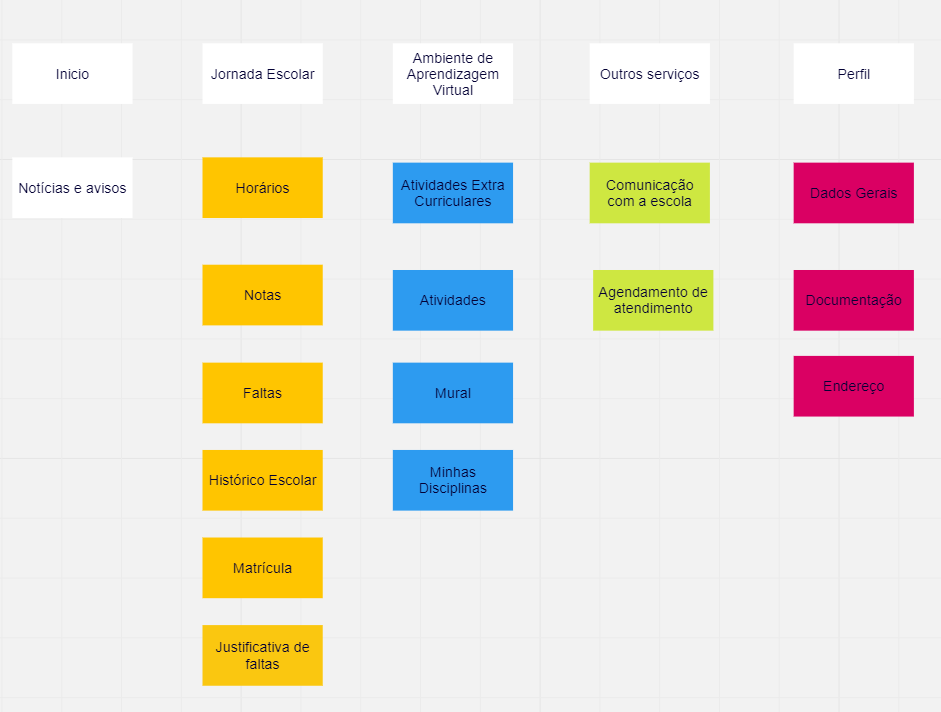 Inicio
Jornada Escolar
Ambiente de
Aprendizagem
Virtual
Outros serviços
Perfil
Notícias e avisos
Horários
Notas
Faltas
Histórico Escolar
Matrícula
Justificativa de
faltas
Atividades Extra
Curriculares
Atividades
Mural
Minhas
Disciplinas
Comunicação
com a escola
Agendamento de
atendimento
Dados Gerais
Documentação
Endereço